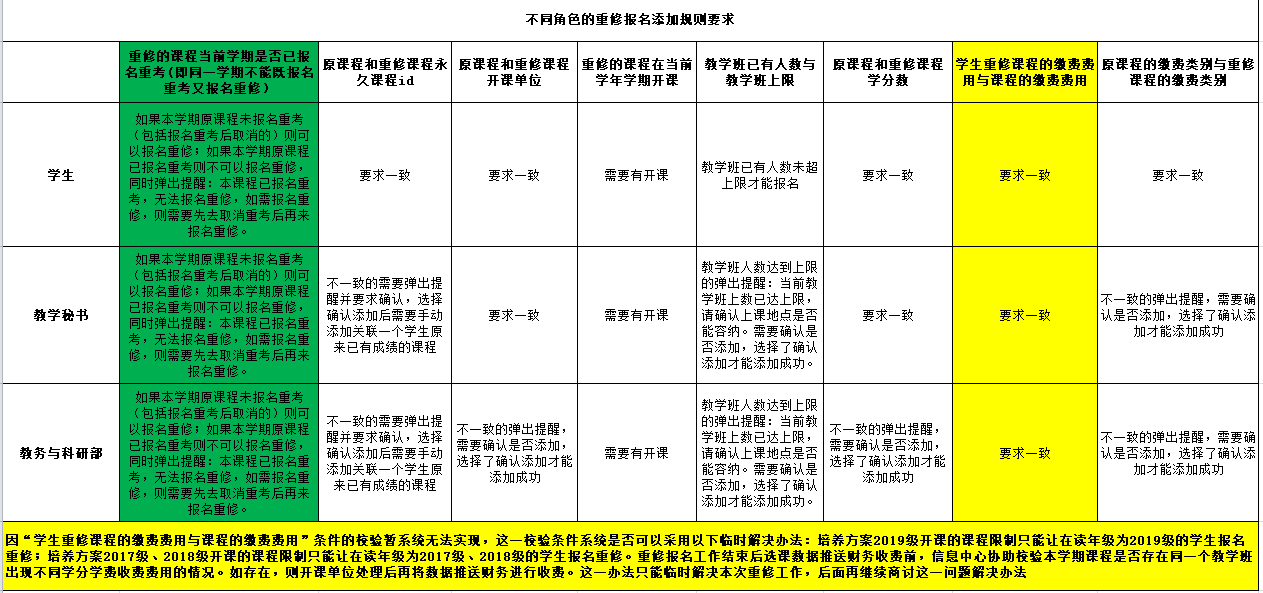 不同角色的重修报名添加规则要求
重修的课程当前学期是否已报
名重考(即同一学期不能既报名
重考又报名重修)
原课程和重修课程永
久课程id
原课程和重修课程
开课单位
重修的课程在当前
学年学期开课
教学班已有人数与
教学班上限
原课程和重修课程
学分数
学生重修课程的缴费费
用与课程的缴费费用
原课程的缴费类别与重修
课程的缴费类别
学生
如果本学期原课程未报名重考
（包括报名重考后取消的）则可
以报名重修；如果本学期原课程
已报名重考则不可以报名重修，
同时弹出提醒：本课程已报名重
考，无法报名重修，如需报名重
修，则需要先去取消重考后再来
报名重修。
要求一致
要求一致
需要有开课
教学班已有人数未超
上限才能报名
要求一致
要求一致
要求一致
教学秘书
如果本学期原课程未报名重考
（包括报名重考后取消的）则可
以报名重修；如果本学期原课程
已报名重考则不可以报名重修，
同时弹出提醒：本课程已报名重
考，无法报名重修，如需报名重
修，则需要先去取消重考后再来
报名重修。
不一致的需要弹出提
醒并要求确认，选择
确认添加后需要手动
添加关联一个学生原
来已有成绩的课程
要求一致
需要有开课
教学班人数达到上限
的弹出提醒：当前教
学班上数已达上限，
请确认上课地点是否
能容纳。需要确认是
否添加，选择了确认
添加才能添加成功。
要求一致
要求一致
不一致的弹出提醒，需要确
认是否添加，选择了确认添
加才能添加成功
教务与科研部
如果本学期原课程未报名重考
（包括报名重考后取消的）则可
以报名重修；如果本学期原课程
已报名重考则不可以报名重修，
同时弹出提醒：本课程已报名重
考，无法报名重修，如需报名重
修，则需要先去取消重考后再来
报名重修。
不一致的需要弹出提
醒并要求确认，选择
确认添加后需要手动
添加关联一个学生原
来已有成绩的课程
不一致的弹出提醒，
需要确认是否添加，
选择了确认添加才能
添加成功
需要有开课
教学班人数达到上限
的弹出提醒：当前教
学班上数已达上限，
请确认上课地点是否
能容纳。需要确认是
否添加，选择了确认
添加才能添加成功。
不一致的弹出提醒，
需要确认是否添加，
选择了确认添加才能
添加成功
要求一致
不一致的弹出提醒，需要确
认是否添加，选择了确认添
加才能添加成功
因“学生重修课程的缴费费用与课程的缴费费用”条件的校验暂系统无法实现，这一校验条件系统是否可以采用以下临时解决办法：培养方案2019级开课的课程限制只能让在读年级为2019级的学生报名
重修；培养方案2017级、2018级开课的课程限制只能让在读年级为2017级、2018级的学生报名重修。重修报名工作结束后选课数据推送财务收费前，信息中心协助校验本学期课程是否存在同一个教学班
出现不同学分学费收费费用的情况。如存在，则开课单位处理后再将数据推送财务进行收费。这一办法只能临时解决本次重修工作，后面再继续商讨这一问题解决办法